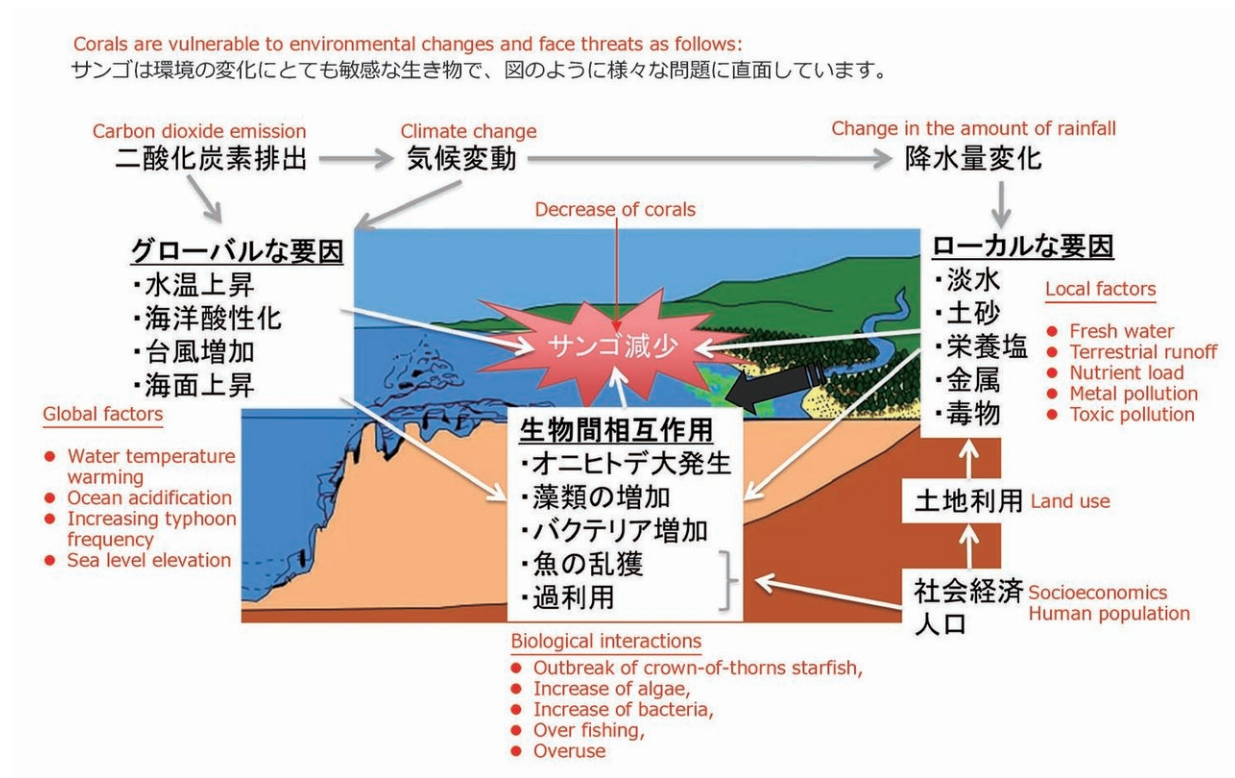 Corals are vulnerable to environmental changes and face threats as follows:
サンゴは環境の変化にとても敏感な生き物で、図のように様々な問題に直面しています。
Carbon dioxide emission
二酸化炭素排出
Climate change
気候変動
Change in the amount of rainfall
降水量変化
Decrease of corals
サンゴ減少
グローバルな要因
・水温上昇
・海洋酸性化
・台風増加
・海面上昇
Global factors
● Water temperature
warming
● Ocean acidification
● Increasing typhoon
frequency
● Sea level elevation
ローカルな要因
・淡水
・土砂
・栄養塩
・金属
・毒物
Local factors
● Fresh water
● Terrestrial runoff
● Nutrient load
● Metal pollution
● Toxic pollution
生物間相互作用
・オニヒトデ大発生
・藻類の増加
・バクテリア増加
・魚の乱獲
・過利用
土地利用
Land use
社会経済
人口
Socioeconomics
Human population
Biological interactions
● Outbreak of crown-of-thorns starfish,
● Increase of algae,
● Increase of bacteria,
● Over fishing,
● Overuse